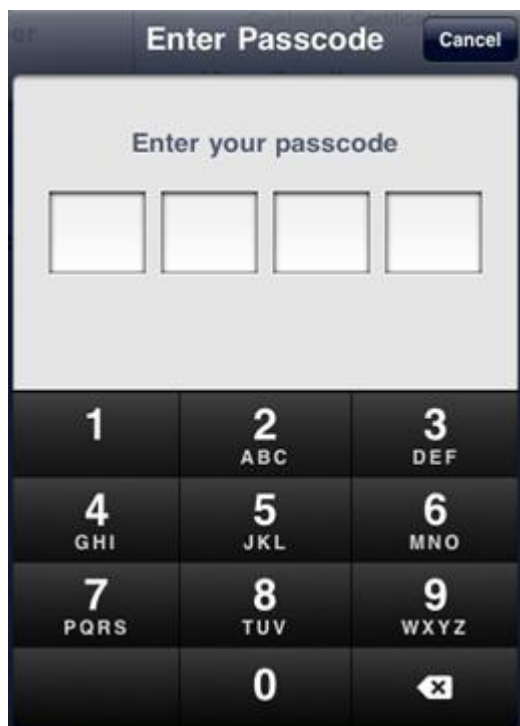 Enter Passcode Cancel
Enter your passcode
1 2 3
ABC DEF
4 5 6
GHI JKL MNO
7 8 9
PQRS TUV WXYZ
0